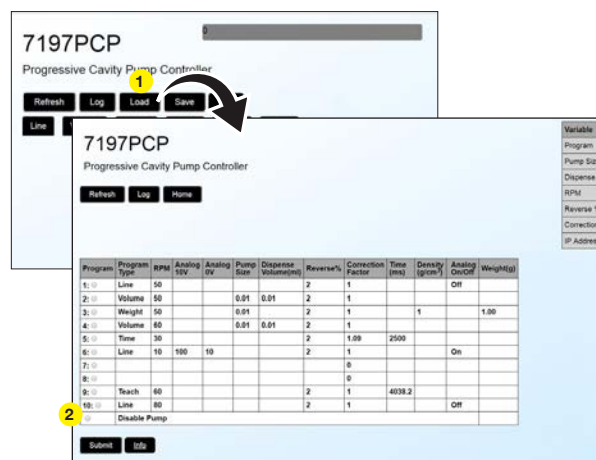 0
7197PCP
Progressive Cavity Pump Controller
1
Refresh Log Load Save
Line
7197PCP
Progressive Cavity Pump Controller
Refresh Log Home
Variable
Program
Pump Siz
Dispense
RPM
Reverse %
Correction
IP Addres
Program Program Type RPM Analog 10V Analog 0V Pump Size Dispense Volume(ml) Reverse% Correction Factor Time (ms) Density (g/cm³) Analog On/Off Weight(g)
1: Line 50 2 1 Off
2: Volume 50 0.01 0.01 2 1
3: Weight 50 0.01 2 1 1 1.00
4: Volume 60 0.01 0.01 2 1
5: Time 30 2 1.09 2500
6: Line 10 100 10 2 1 On
7: 0
8: 0
9: Teach 60 2 1 4038.2
10: Line 80 2 1 Off
2
Disable Pump
Submit Info